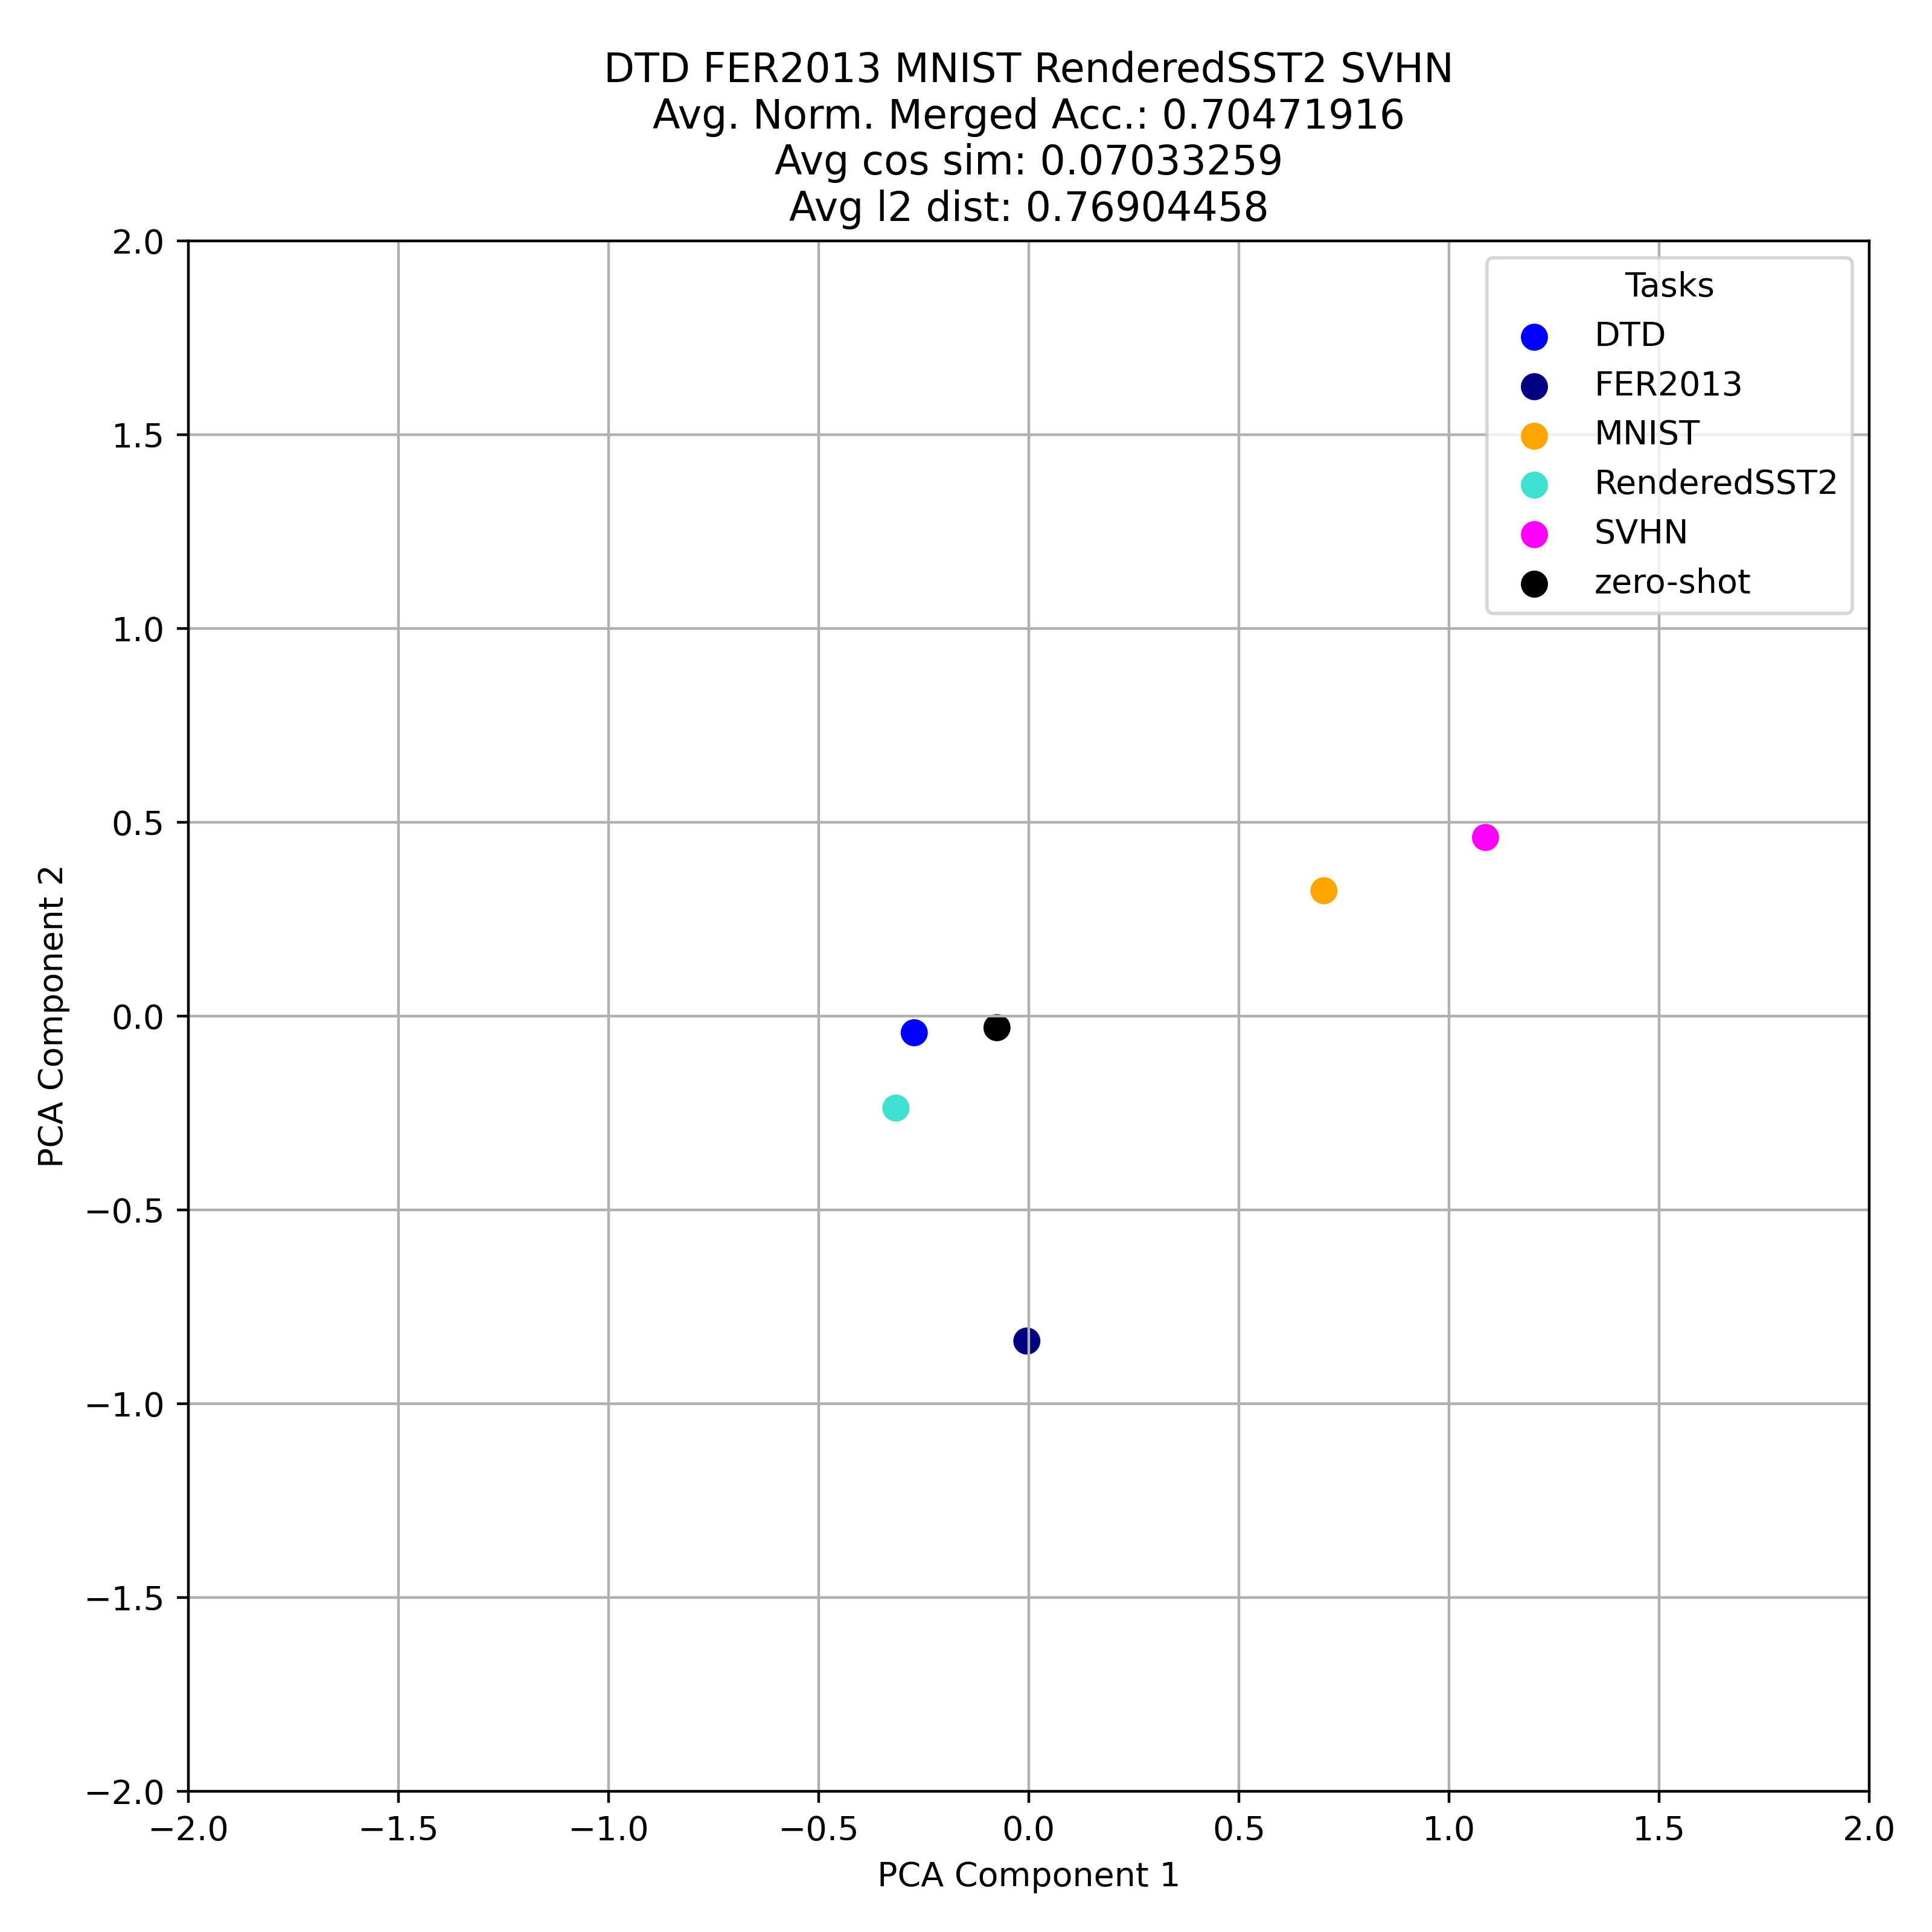 DTD FER2013 MNIST RenderedSST2 SVHN
Avg. Norm. Merged Acc.: 0.70471916
Avg cos sim: 0.07033259
Avg l2 dist: 0.76904458
Tasks
DTD
FER2013
MNIST
RenderedSST2
SVHN
zero-shot
2.0
1.5
1.0
0.5
0.0
−0.5
−1.0
−1.5
−2.0
PCA Component 2
−2.0 −1.5 −1.0 −0.5 0.0 0.5 1.0 1.5 2.0
PCA Component 1